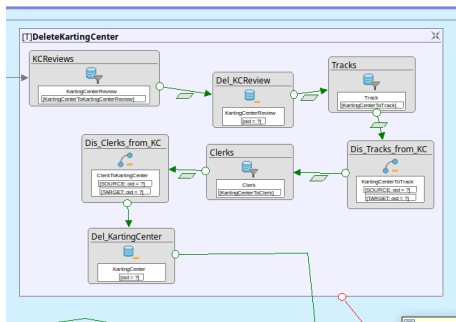 [T]DeleteKartingCenter
KCReviews
KartingCenterReview
[KartingCenterToKartingCenterReview]
Del_KCReview
KartingCenterReview
[oid = ?]
Tracks
Track
[KartingCenterToTrack]
Dis_Clerks_from_KC
ClerkToKartingCenter
[SOURCE: oid = ?]
[TARGET: oid = ?]
Clerks
Clerk
[KartingCenterToClerk]
Dis_Tracks_from_KC
KartingCenterToTrack
[SOURCE: oid = ?]
[TARGET: oid = ?]
Del_KartingCenter
KartingCenter
[oid = ?]